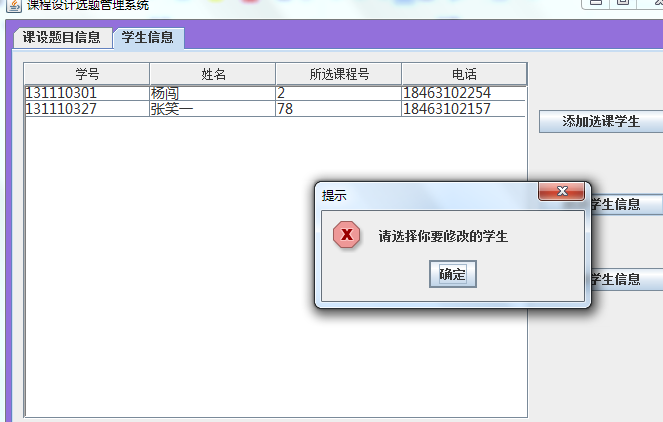 课程设计选题管理系统
课设题目信息 学生信息
学号 姓名 所选课程号 电话
131110301 杨闯 2 18463102254
131110327 张笑一 78 18463102157
添加选课学生
提示
学生信息
请选择你要修改的学生
确定
学生信息